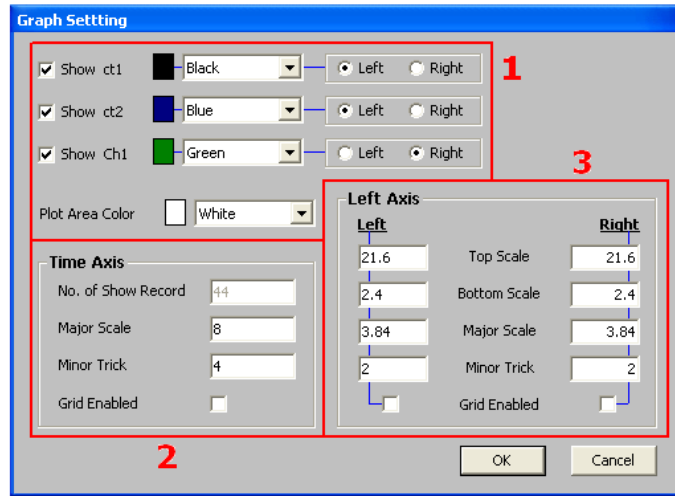 Graph Settting
Show ct1 Black Left Right
1
Show ct2 Blue Left Right
Show Ch1 Green Left Right
3
Plot Area Color White
Left Axis
Left Right
21.6 Top Scale 21.6
2.4 Bottom Scale 2.4
3.84 Major Scale 3.84
2 Minor Trick 2
Grid Enabled
Time Axis
No. of Show Record 44
Major Scale 8
Minor Trick 4
Grid Enabled
2
OK Cancel